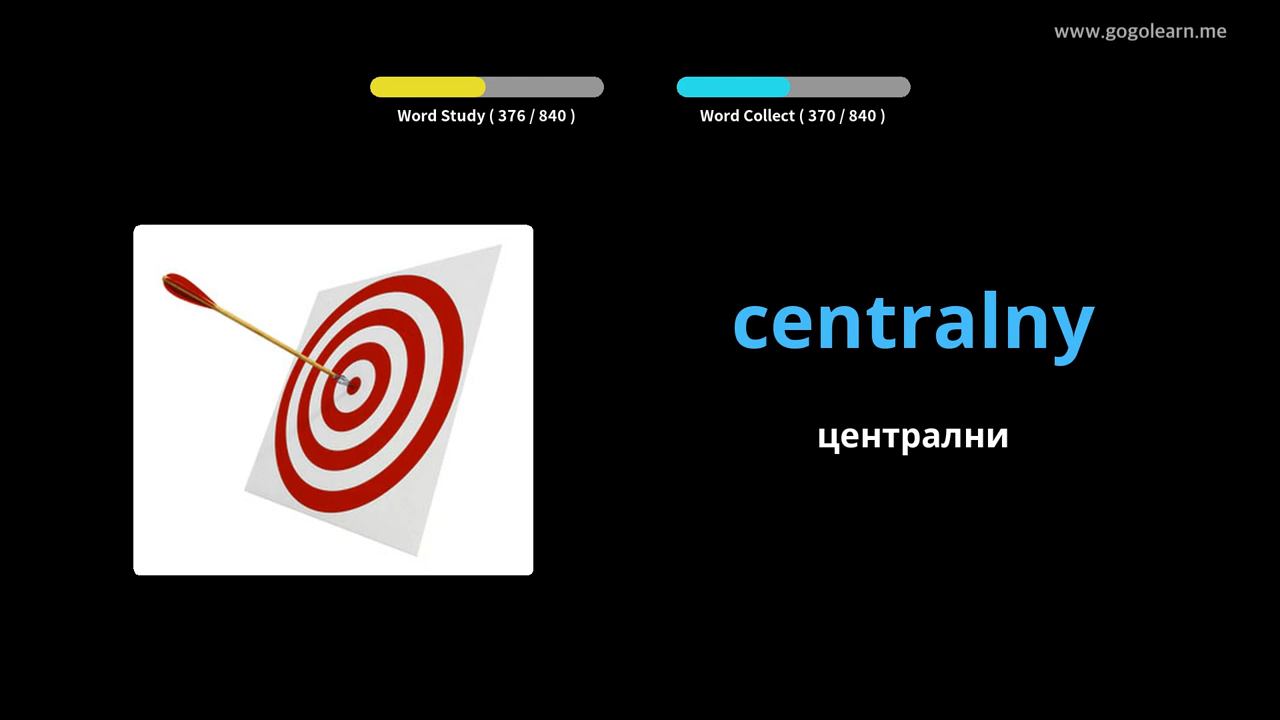 www.gogolearn.me
Word Study ( 376 / 840 )
Word Collect ( 370 / 840 )
centralny
централни